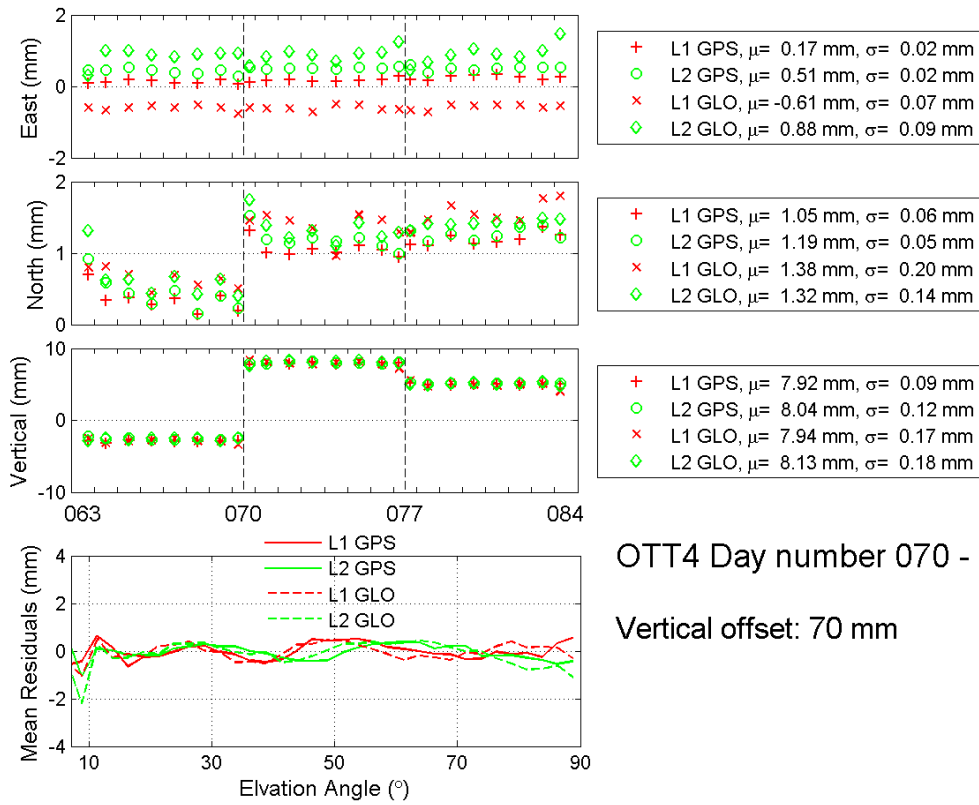 2
0
-2
East (mm)
L1 GPS, μ= 0.17 mm, σ= 0.02 mm
L2 GPS, μ= 0.51 mm, σ= 0.02 mm
L1 GLO, μ= -0.61 mm, σ= 0.07 mm
L2 GLO, μ= 0.88 mm, σ= 0.09 mm
2
1
0
North (mm)
L1 GPS, μ= 1.05 mm, σ= 0.06 mm
L2 GPS, μ= 1.19 mm, σ= 0.05 mm
L1 GLO, μ= 1.38 mm, σ= 0.20 mm
L2 GLO, μ= 1.32 mm, σ= 0.14 mm
10
0
-10
Vertical (mm)
063 070 077 084
L1 GPS, μ= 7.92 mm, σ= 0.09 mm
L2 GPS, μ= 8.04 mm, σ= 0.12 mm
L1 GLO, μ= 7.94 mm, σ= 0.17 mm
L2 GLO, μ= 8.13 mm, σ= 0.18 mm
4
2
0
-2
-4
Mean Residuals (mm)
L1 GPS
L2 GPS
L1 GLO
L2 GLO
10 30 50 70 90
Elvation Angle (°)
OTT4 Day number 070 -
Vertical offset: 70 mm